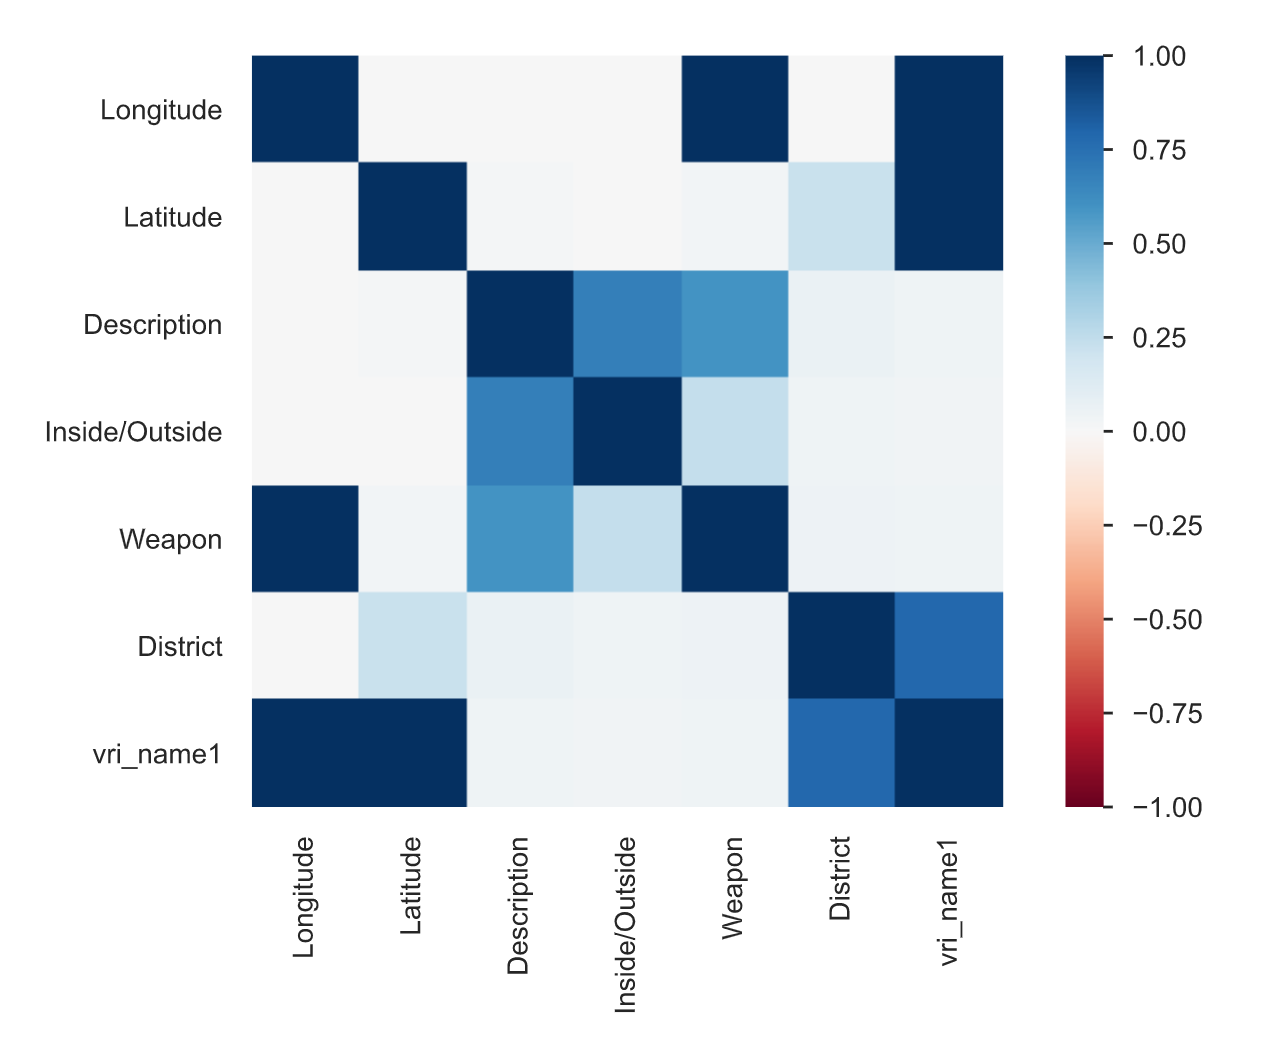 Longitude
Latitude
Description
Inside/Outside
Weapon
District
vri_name1
Longitude
Latitude
Description
Inside/Outside
Weapon
District
vri_name1
1.00
0.75
0.50
0.25
0.00
−0.25
−0.50
−0.75
−1.00